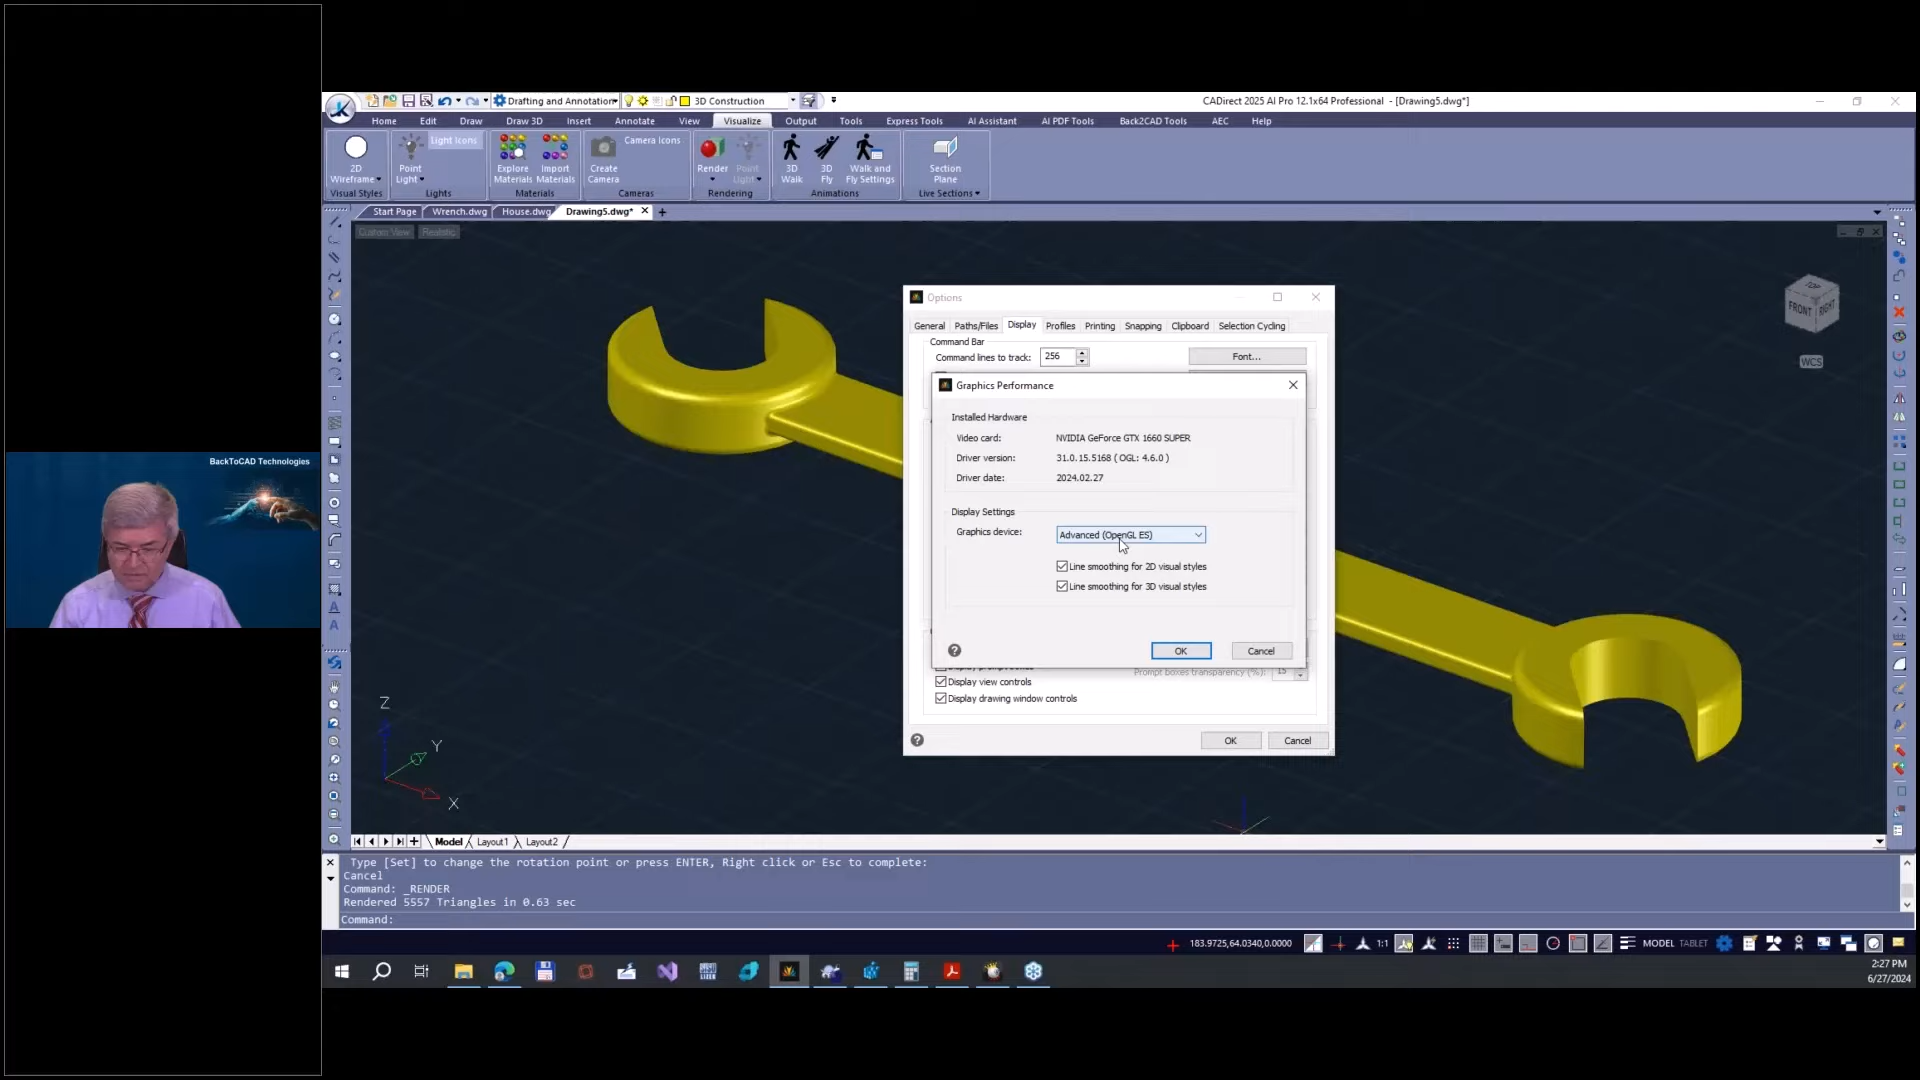 BackToCAD Technologies
Drafting and Annotation
3D Construction
CADirect 2025 AI Pro 12.1x64 Professional - [Drawing5.dwg*]
Home Edit Draw Draw 3D Insert Annotate View Visualize Output Tools Express Tools AI Assistant AI PDF Tools Back2CAD Tools AEC Help
2D Wireframe
Visual Styles
Point Light
Light Icons
Lights
Explore Materials
Import Materials
Materials
Create Camera
Camera Icons
Cameras
Render
Point Light
Rendering
3D Walk
3D Fly
Walk and Fly Settings
Animations
Section Plane
Live Sections
Start Page Wrench.dwg House.dwg Drawing5.dwg*
Custom View Realistic
TOP
FRONT
RIGHT
WCS
Options
General Paths/Files Display Profiles Printing Snapping Clipboard Selection Cycling
Command Bar
Command lines to track: 256 Font...
Graphics Performance
Installed Hardware
Video card: NVIDIA GeForce GTX 1660 SUPER
Driver version: 31.0.15.5168 ( OGL: 4.6.0 )
Driver date: 2024.02.27
Display Settings
Graphics device: Advanced (OpenGL ES)
Line smoothing for 2D visual styles
Line smoothing for 3D visual styles
OK Cancel
Prompt boxes transparency (%): 15
Display view controls
Display drawing window controls
OK Cancel
Z
Y
X
Model Layout1 Layout2
Type [Set] to change the rotation point or press ENTER, Right click or Esc to complete:
Cancel
Command: _RENDER
Rendered 5557 Triangles in 0.63 sec
Command:
183.9725,64.0340,0.0000 1:1 MODEL TABLET
2:27 PM
6/27/2024